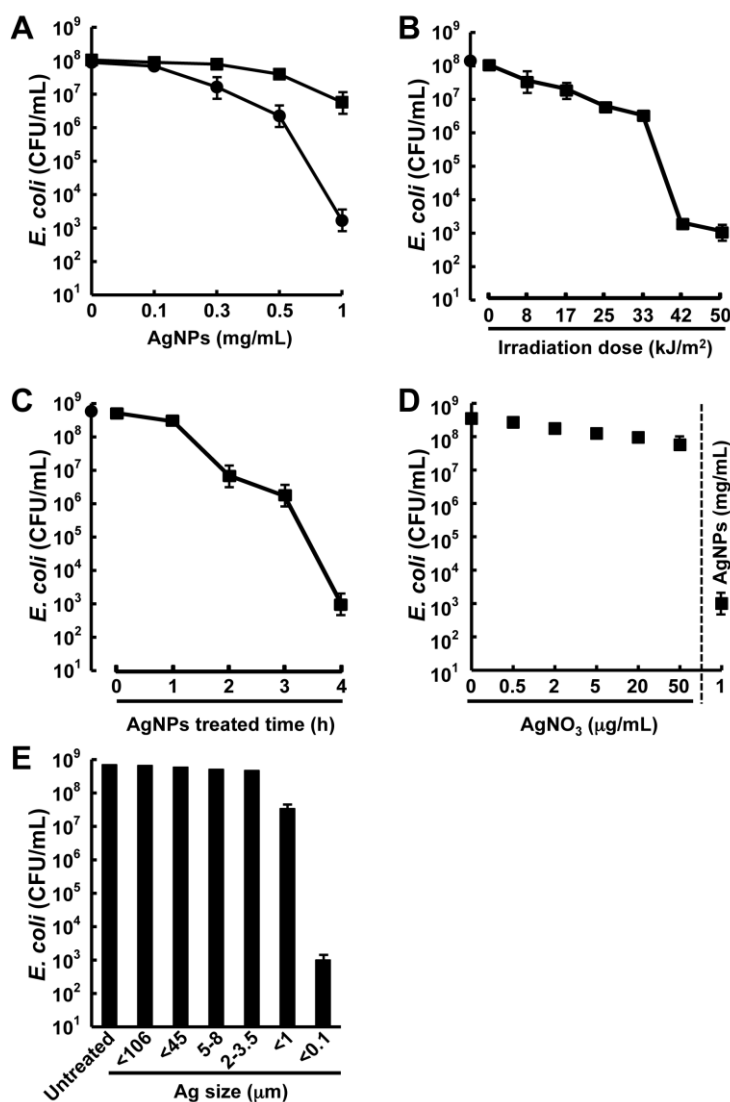 A
E. coli (CFU/mL)
10⁹
10⁸
10⁷
10⁶
10⁵
10⁴
10³
10²
10¹
0 0.1 0.3 0.5 1
AgNPs (mg/mL)
B
E. coli (CFU/mL)
10⁹
10⁸
10⁷
10⁶
10⁵
10⁴
10³
10²
10¹
0 8 17 25 33 42 50
Irradiation dose (kJ/m²)
C
E. coli (CFU/mL)
10⁹
10⁸
10⁷
10⁶
10⁵
10⁴
10³
10²
10¹
0 1 2 3 4
AgNPs treated time (h)
D
E. coli (CFU/mL)
10⁹
10⁸
10⁷
10⁶
10⁵
10⁴
10³
10²
10¹
0 0.5 2 5 20 50 1
AgNO₃ (μg/mL)
AgNPs (mg/mL)
E
E. coli (CFU/mL)
10⁹
10⁸
10⁷
10⁶
10⁵
10⁴
10³
10²
10¹
Untreated <106 <45 5-8 2-3.5 <1 <0.1
Ag size (μm)